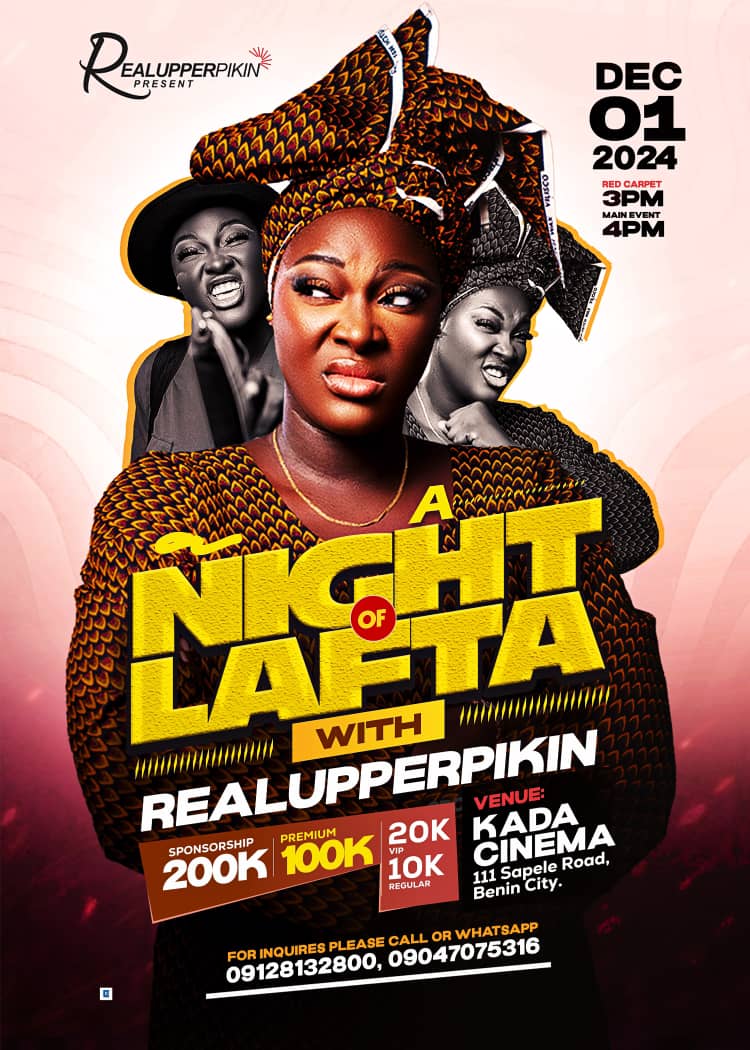 REALUPPERPIKIN
PRESENT
DEC
01
2024
RED CARPET
3PM
MAIN EVENT
4PM
VLISCO
A
NIGHT
OF
LAFTA
WITH
REALUPPERPIKIN
SPONSORSHIP
200K
PREMIUM
100K
20K
VIP
10K
REGULAR
VENUE:
KADA
CINEMA
111 Sapele Road,
Benin City.
FOR INQUIRES PLEASE CALL OR WHATSAPP
09128132800, 09047075316